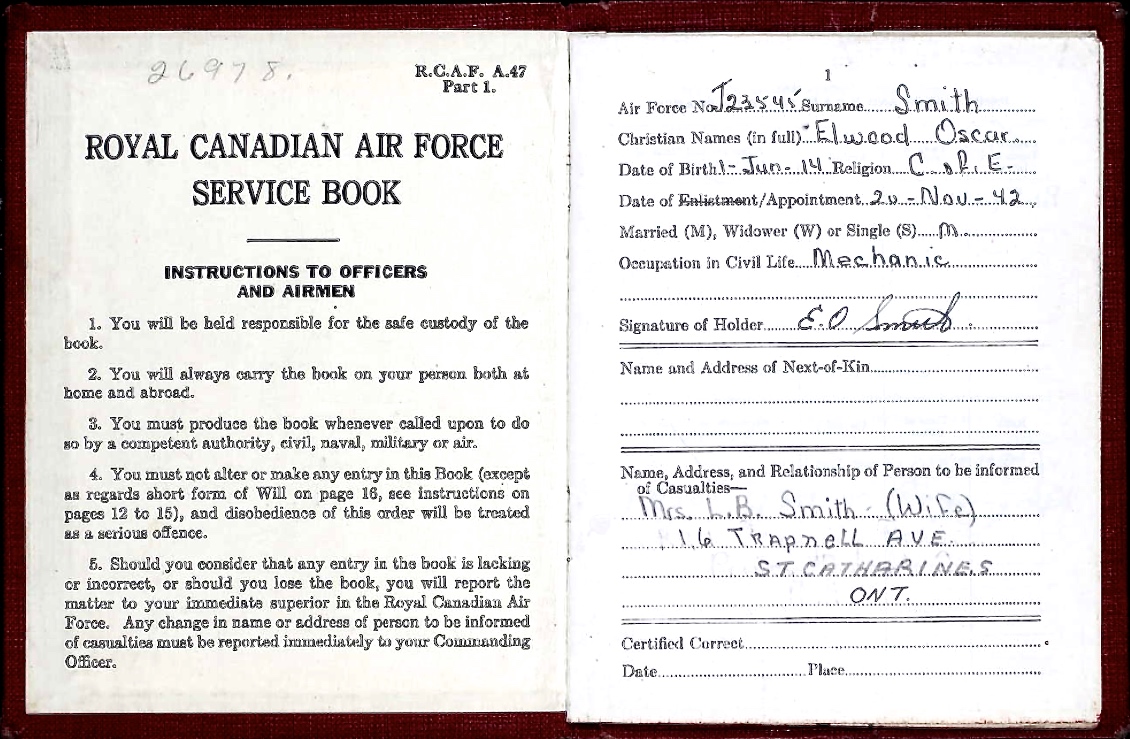 26978.
R.C.A.F. A.47
Part 1.
ROYAL CANADIAN AIR FORCE
SERVICE BOOK
INSTRUCTIONS TO OFFICERS
AND AIRMEN
1. You will be held responsible for the safe custody of the
book.
2. You will always carry the book on your person both at
home and abroad.
3. You must produce the book whenever called upon to do
so by a competent authority, civil, naval, military or air.
4. You must not alter or make any entry in this Book (except
as regards short form of Will on page 16, see instructions on
pages 12 to 15), and disobedience of this order will be treated
as a serious offence.
5. Should you consider that any entry in the book is lacking
or incorrect, or should you lose the book, you will report the
matter to your immediate superior in the Royal Canadian Air
Force. Any change in name or address of person to be informed
of casualties must be reported immediately to your Commanding
Officer.
1
Air Force No. J23545 Surname Smith
Christian Names (in full) Elwood Oscar
Date of Birth 1-Jun-14 Religion C. of E.
Date of Enlistment/Appointment 20-Nov-42
Married (M), Widower (W) or Single (S) M
Occupation in Civil Life Mechanic
Signature of Holder E.O Smith
Name and Address of Next-of-Kin
Name, Address, and Relationship of Person to be informed
of Casualties—
Mrs. L.B. Smith-(Wife)
16 TRAPNELL AVE.
ST. CATHARINES
ONT.
Certified Correct
Date Place